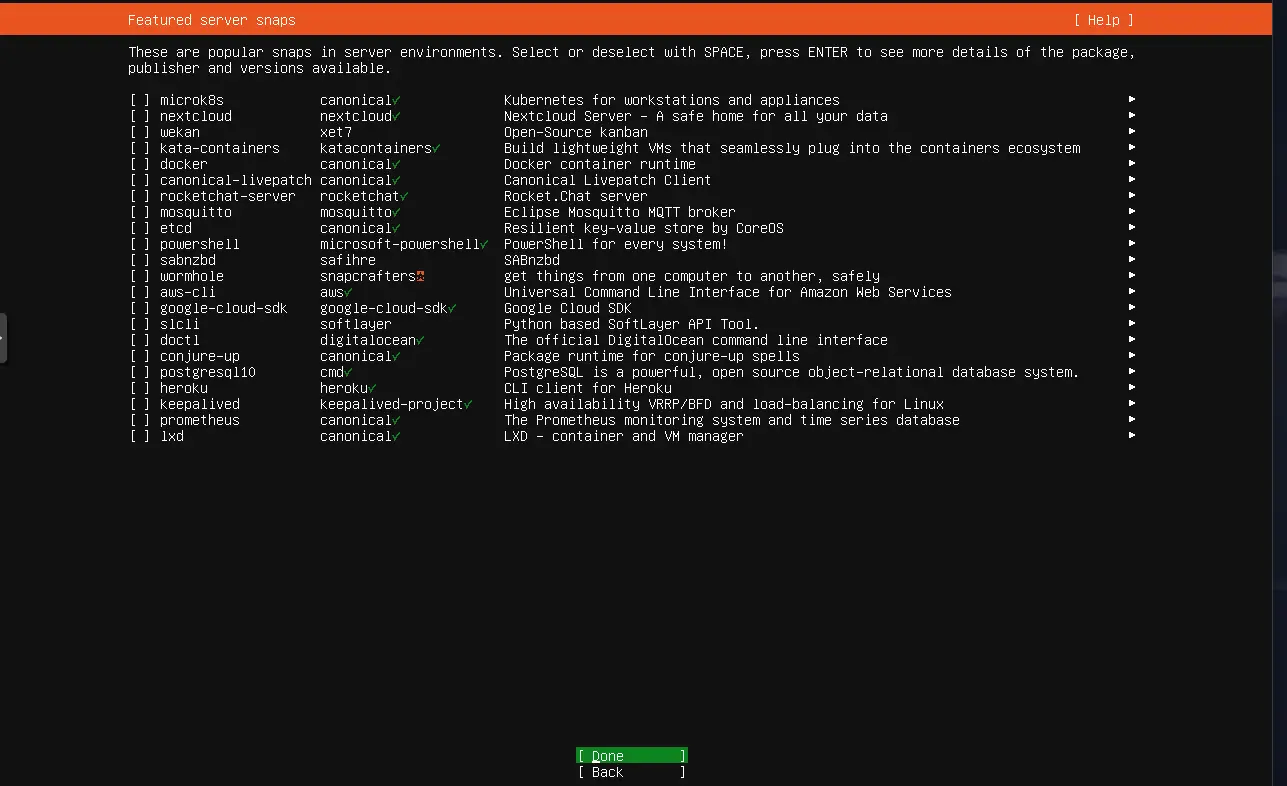 Featured server snaps [ Help ]
These are popular snaps in server environments. Select or deselect with SPACE, press ENTER to see more details of the package,
publisher and versions available.
[ ] microk8s canonical✓ Kubernetes for workstations and appliances ▸
[ ] nextcloud nextcloud✓ Nextcloud Server - A safe home for all your data ▸
[ ] wekan xet7 Open-Source kanban ▸
[ ] kata-containers katacontainers✓ Build lightweight VMs that seamlessly plug into the containers ecosystem ▸
[ ] docker canonical✓ Docker container runtime ▸
[ ] canonical-livepatch canonical✓ Canonical Livepatch Client ▸
[ ] rocketchat-server rocketchat✓ Rocket.Chat server ▸
[ ] mosquitto mosquitto✓ Eclipse Mosquitto MQTT broker ▸
[ ] etcd canonical✓ Resilient key-value store by CoreOS ▸
[ ] powershell microsoft-powershell✓ PowerShell for every system! ▸
[ ] sabnzbd safihre SABnzbd ▸
[ ] wormhole snapcrafters get things from one computer to another, safely ▸
[ ] aws-cli aws✓ Universal Command Line Interface for Amazon Web Services ▸
[ ] google-cloud-sdk google-cloud-sdk✓ Google Cloud SDK ▸
[ ] slcli softlayer Python based SoftLayer API Tool. ▸
[ ] doctl digitalocean✓ The official DigitalOcean command line interface ▸
[ ] conjure-up canonical✓ Package runtime for conjure-up spells ▸
[ ] postgresql10 cmd✓ PostgreSQL is a powerful, open source object-relational database system. ▸
[ ] heroku heroku✓ CLI client for Heroku ▸
[ ] keepalived keepalived-project✓ High availability VRRP/BFD and load-balancing for Linux ▸
[ ] prometheus canonical✓ The Prometheus monitoring system and time series database ▸
[ ] lxd canonical✓ LXD - container and VM manager ▸
[ Done ]
[ Back ]